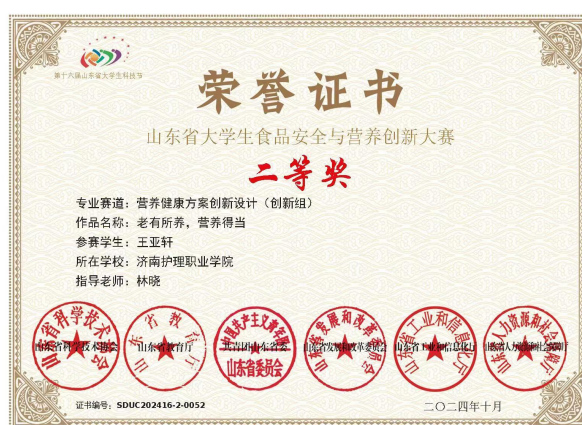 第十六届山东省大学生科技节
荣誉证书
山东省大学生食品安全与营养创新大赛
二等奖
专业赛道：营养健康方案创新设计（创新组）
作品名称：老有所养，营养得当
参赛学生：王亚轩
所在学校：济南护理职业学院
指导老师：林晓
山东省科学技术协会
山东省教育厅
共青团山东省委
山东省发展和改革委员会
山东省工业和信息化厅
山东省人力资源和社会保障厅
证书编号：SDUC202416-2-0052
二〇二四年十月